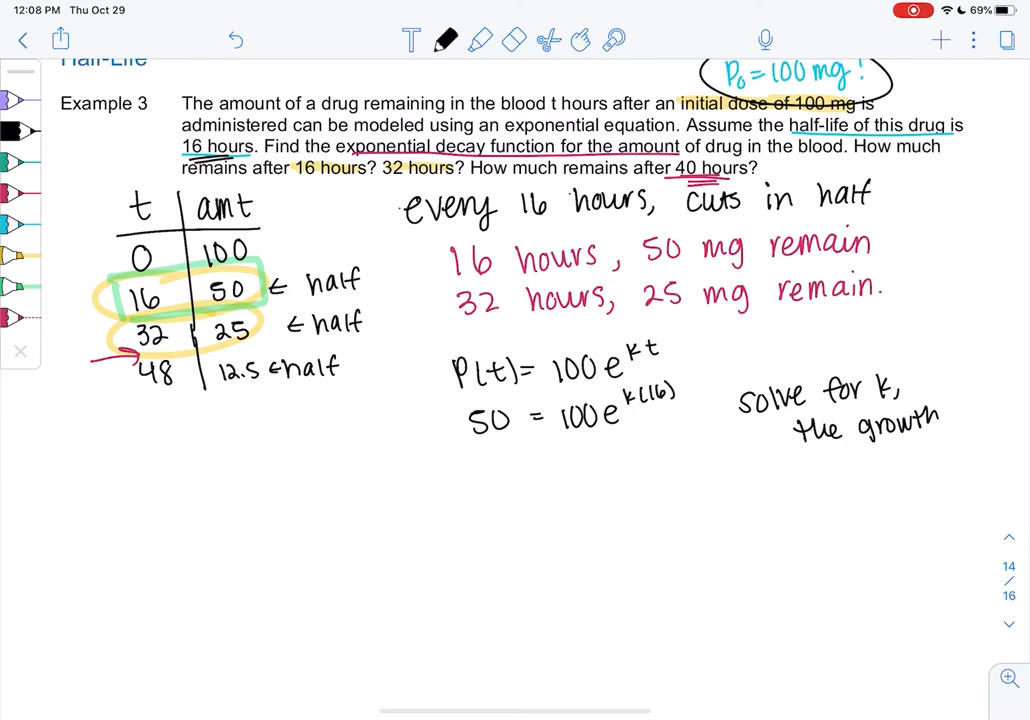 12:08 PM Thu Oct 29
69%
Half-Life
P₀ = 100 mg!
Example 3
The amount of a drug remaining in the blood t hours after an initial dose of 100 mg is
administered can be modeled using an exponential equation. Assume the half-life of this drug is
16 hours. Find the exponential decay function for the amount of drug in the blood. How much
remains after 16 hours? 32 hours? How much remains after 40 hours?
t | amt
0 | 100
16 | 50 ← half
32 | 25 ← half
48 | 12.5 ← half
every 16 hours, cuts in half
16 hours, 50 mg remain
32 hours, 25 mg remain.
P(t) = 100e^{kt}
50 = 100e^{k(16)}
solve for k,
the growth
14
/
16